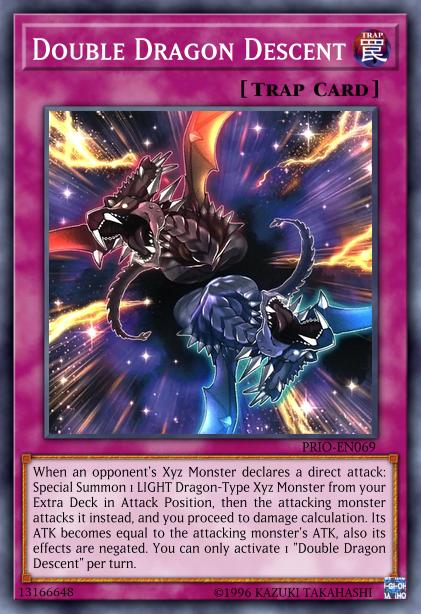 DOUBLE DRAGON DESCENT
TRAP
罠
[TRAP CARD]
PRIO-EN069
When an opponent's Xyz Monster declares a direct attack:
Special Summon 1 LIGHT Dragon-Type Xyz Monster from your
Extra Deck in Attack Position, then the attacking monster
attacks it instead, and you proceed to damage calculation. Its
ATK becomes equal to the attacking monster's ATK, also its
effects are negated. You can only activate 1 "Double Dragon
Descent" per turn.
13166648
©1996 KAZUKI TAKAHASHI